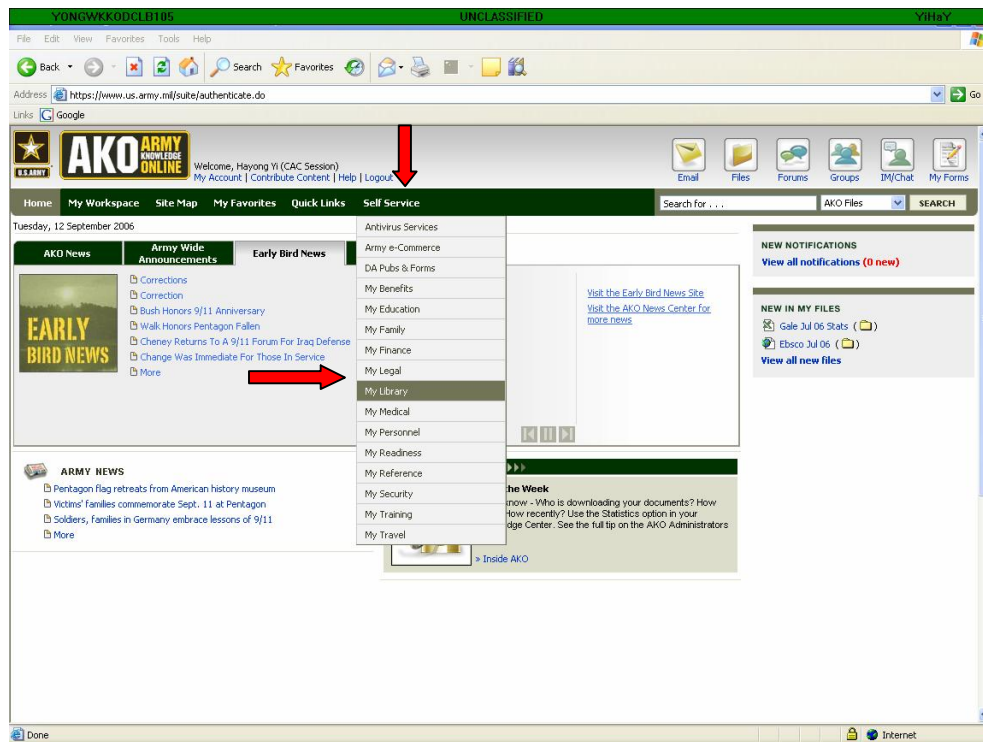 YONGWKKODCLB105 UNCLASSIFIED YiHaY
File Edit View Favorites Tools Help
Back Search Favorites
Address https://www.us.army.mil/suite/authenticate.do Go
Links Google
U.S.ARMY AKO ARMY KNOWLEDGE ONLINE
Welcome, Hayong Yi (CAC Session)
My Account | Contribute Content | Help | Logout
Email Files Forums Groups IM/Chat My Forms
Home My Workspace Site Map My Favorites Quick Links Self Service Search for . . . AKO Files SEARCH
Tuesday, 12 September 2006
AKO News
Army Wide Announcements
Early Bird News
EARLY BIRD NEWS
Corrections
Correction
Bush Honors 9/11 Anniversary
Walk Honors Pentagon Fallen
Cheney Returns To A 9/11 Forum For Iraq Defense
Change Was Immediate For Those In Service
More
Antivirus Services
Army e-Commerce
DA Pubs & Forms
My Benefits
My Education
My Family
My Finance
My Legal
My Library
My Medical
My Personnel
My Readiness
My Reference
My Security
My Training
My Travel
Visit the Early Bird News Site
Visit the AKO News Center for
more news
NEW NOTIFICATIONS
View all notifications (0 new)
NEW IN MY FILES
Gale Jul 06 Stats ( )
Ebsco Jul 06 ( )
View all new files
ARMY NEWS
Pentagon flag retreats from American history museum
Victims' families commemorate Sept. 11 at Pentagon
Soldiers, families in Germany embrace lessons of 9/11
More
the Week
now - Who is downloading your documents? How
How recently? Use the Statistics option in your
dge Center. See the full tip on the AKO Administrators
» Inside AKO
Done Internet